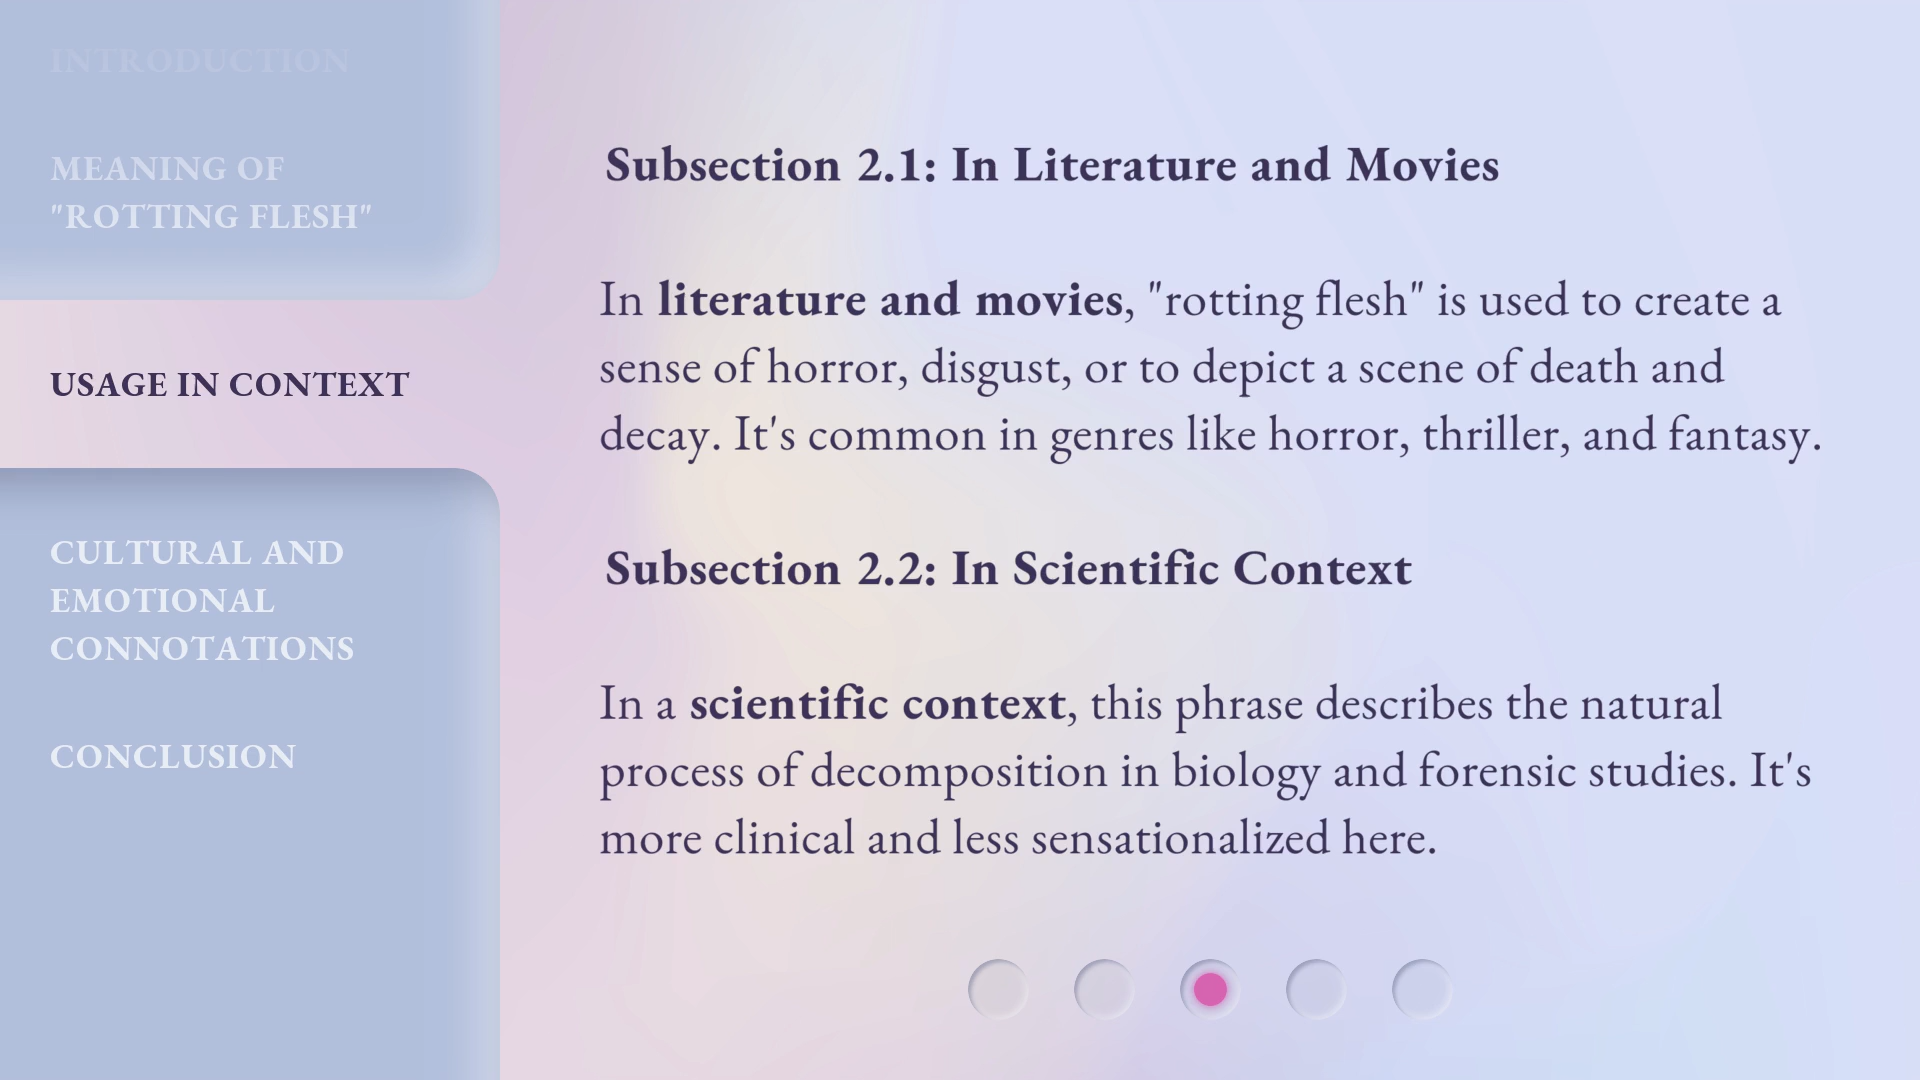 INTRODUCTION
MEANING OF
"ROTTING FLESH"
USAGE IN CONTEXT
CULTURAL AND
EMOTIONAL
CONNOTATIONS
CONCLUSION
Subsection 2.1: In Literature and Movies
In literature and movies, "rotting flesh" is used to create a
sense of horror, disgust, or to depict a scene of death and
decay. It's common in genres like horror, thriller, and fantasy.
Subsection 2.2: In Scientific Context
In a scientific context, this phrase describes the natural
process of decomposition in biology and forensic studies. It's
more clinical and less sensationalized here.